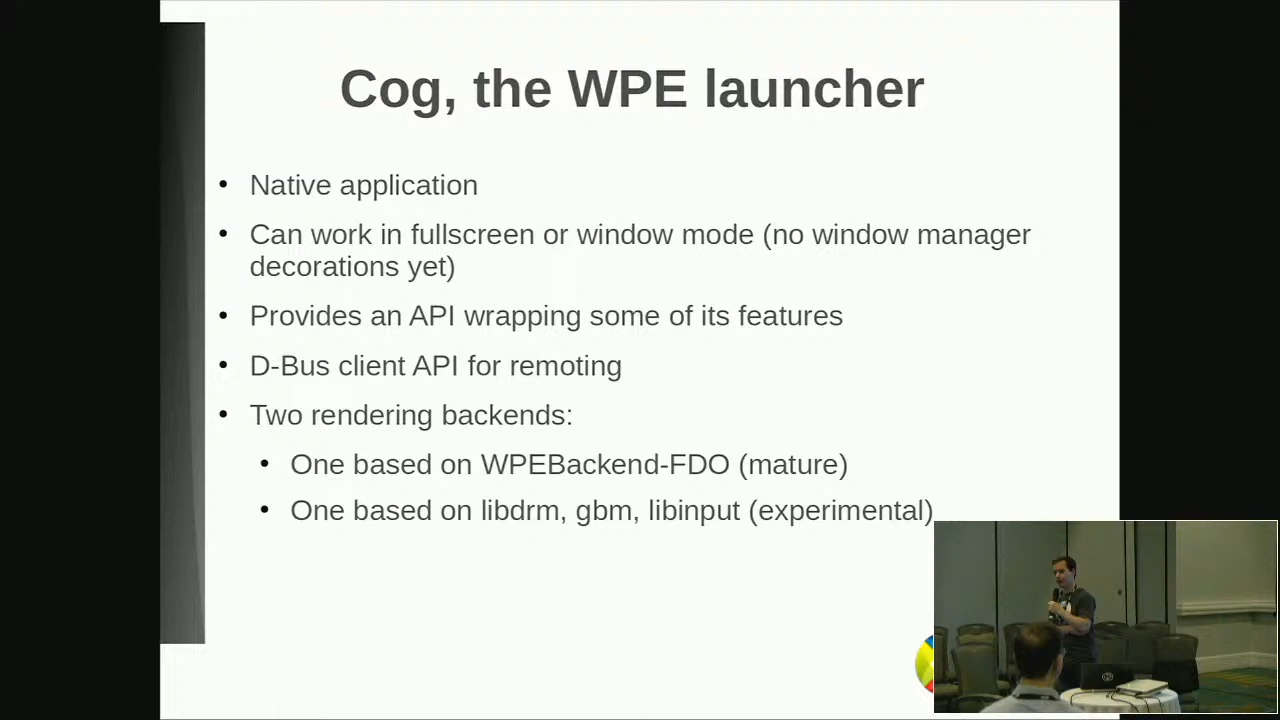 Cog, the WPE launcher
• Native application
• Can work in fullscreen or window mode (no window manager
decorations yet)
• Provides an API wrapping some of its features
• D-Bus client API for remoting
• Two rendering backends:
• One based on WPEBackend-FDO (mature)
• One based on libdrm, gbm, libinput (experimental)